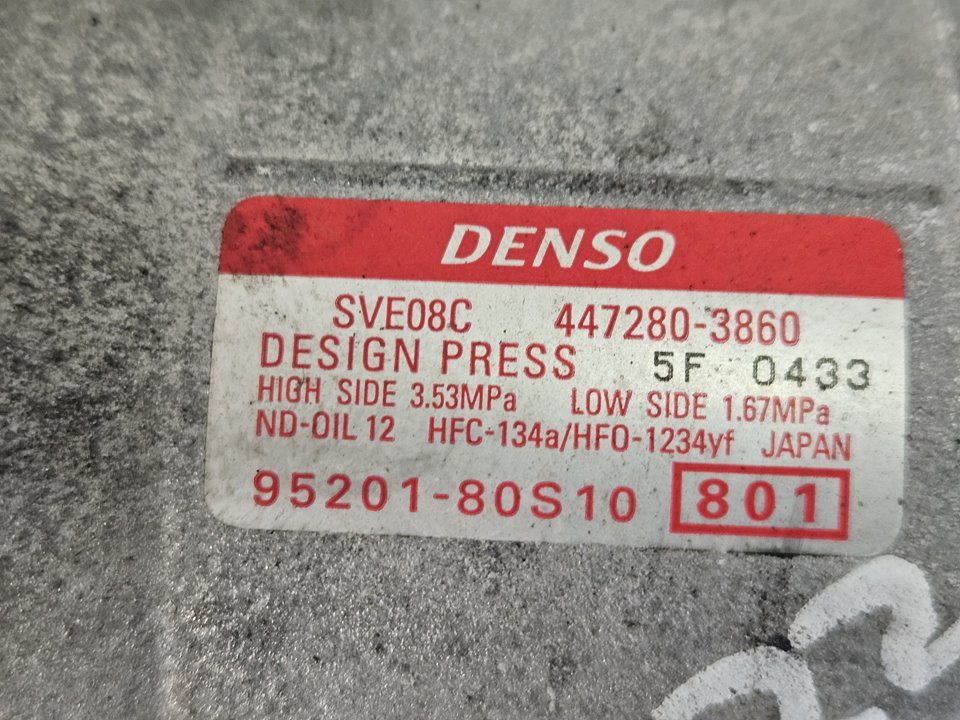 DENSO
SVE08C 447280-3860
DESIGN PRESS 5F 0433
HIGH SIDE 3.53MPa LOW SIDE 1.67MPa
ND-OIL 12 HFC-134a/HFO-1234yf JAPAN
95201-80S10 801